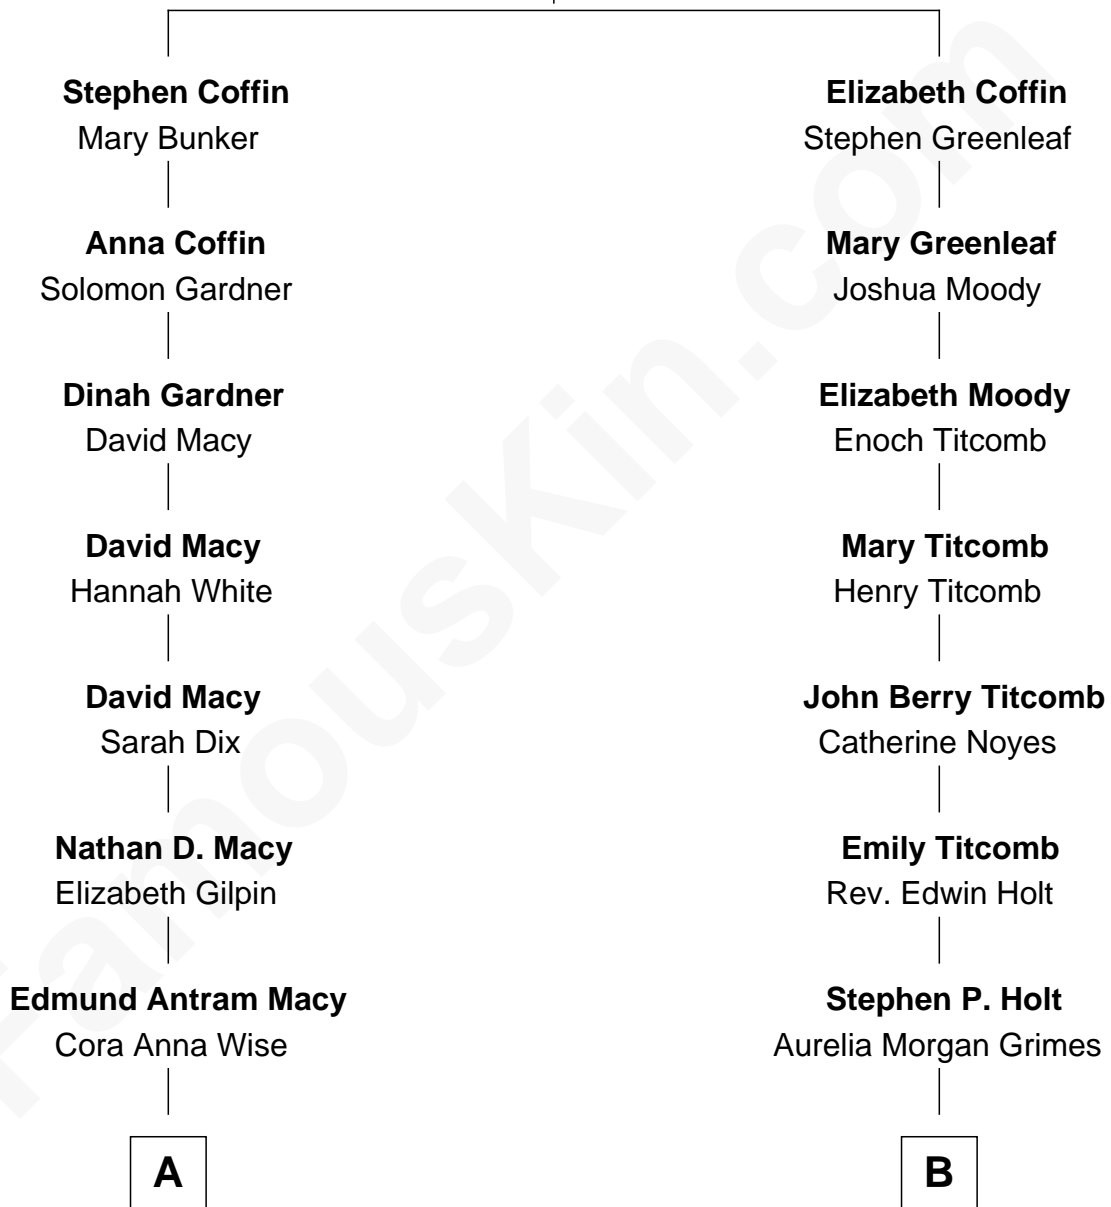 Stephen Coffin
Mary Bunker
Anna Coffin
Solomon Gardner
Dinah Gardner
David Macy
David Macy
Hannah White
David Macy
Sarah Dix
Nathan D. Macy
Elizabeth Gilpin
Edmund Antram Macy
Cora Anna Wise
A
Elizabeth Coffin
Stephen Greenleaf
Mary Greenleaf
Joshua Moody
Elizabeth Moody
Enoch Titcomb
Mary Titcomb
Henry Titcomb
John Berry Titcomb
Catherine Noyes
Emily Titcomb
Rev. Edwin Holt
Stephen P. Holt
Aurelia Morgan Grimes
B
FamousKin.com